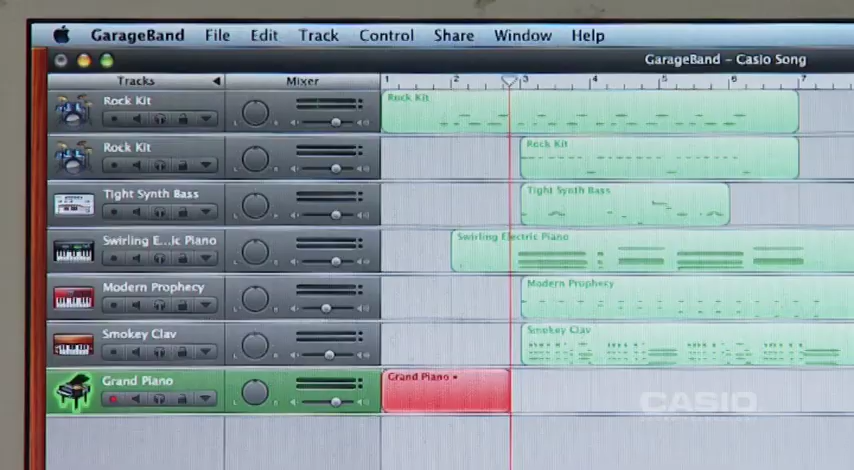 GarageBand File Edit Track Control Share Window Help
GarageBand – Casio Song
Tracks Mixer 1 2 3 4 5 6 7
Rock Kit Rock Kit
Rock Kit Rock Kit
Tight Synth Bass Tight Synth Bass
Swirling E...ic Piano Swirling Electric Piano
Modern Prophecy Modern Prophecy
Smokey Clav Smokey Clav
Grand Piano Grand Piano
CASIO